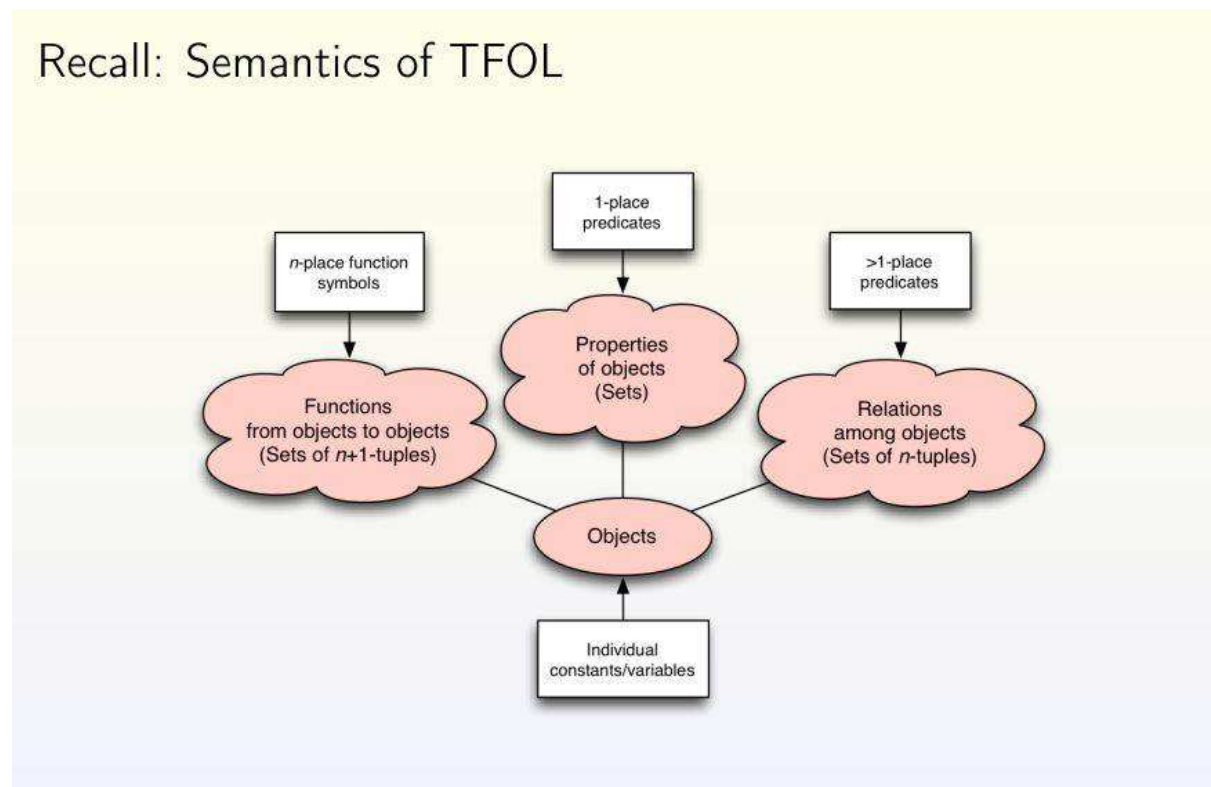 Recall: Semantics of TFOL
1-place
predicates
n-place function
symbols
>1-place
predicates
Properties
of objects
(Sets)
Functions
from objects to objects
(Sets of n+1-tuples)
Relations
among objects
(Sets of n-tuples)
Objects
Individual
constants/variables